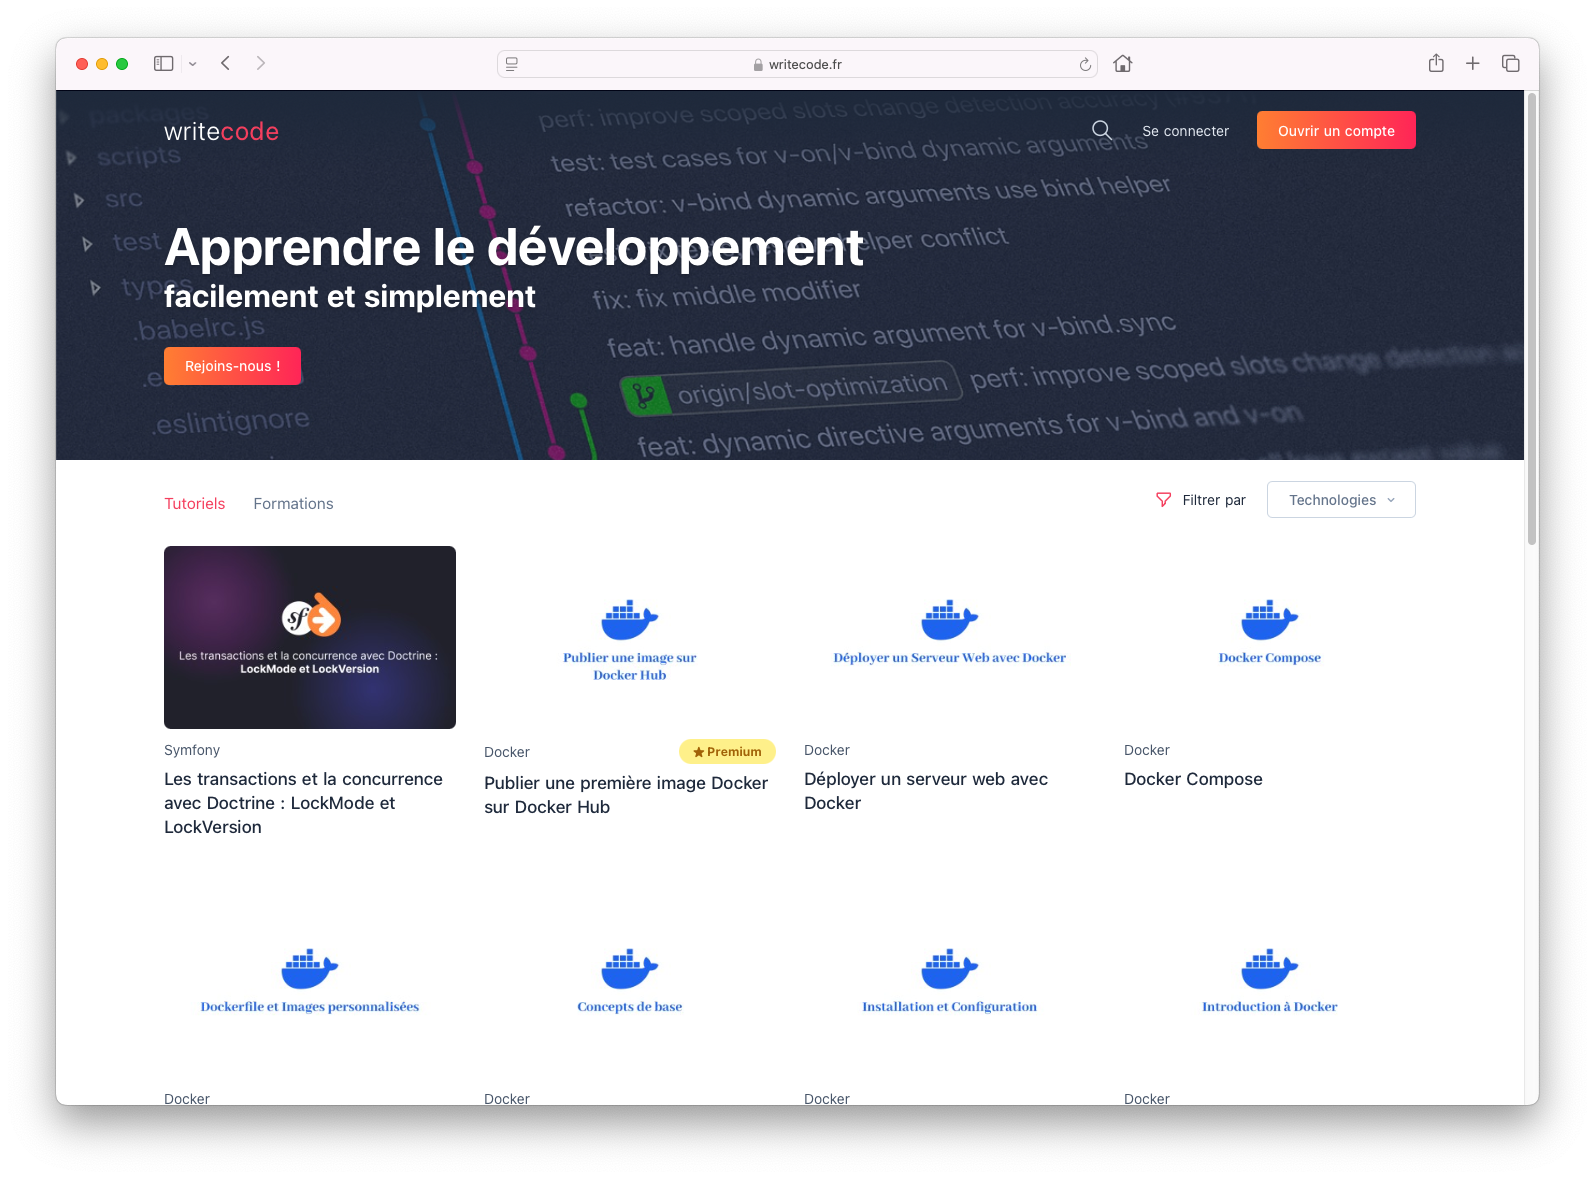 writecode.fr
packages
perf: improve scoped slots change detection accuracy
writecode
Se connecter
Ouvrir un compte
scripts
test: test cases for v-on/v-bind dynamic arguments
src
refactor: v-bind dynamic arguments use bind helper
test
helper conflict
Apprendre le développement
types
fix: fix middle modifier
facilement et simplement
.babelrc.js
feat: handle dynamic argument for v-bind.sync
Rejoins-nous !
origin/slot-optimization
perf: improve scoped slots change detection
.eslintignore
feat: dynamic directive arguments for v-bind and v-on
Tutoriels
Formations
Filtrer par
Technologies
sf
Les transactions et la concurrence avec Doctrine :
LockMode et LockVersion
Symfony
Les transactions et la concurrence
avec Doctrine : LockMode et
LockVersion
Publier une image sur
Docker Hub
Docker
Premium
Publier une première image Docker
sur Docker Hub
Déployer un Serveur Web avec Docker
Docker
Déployer un serveur web avec
Docker
Docker Compose
Docker
Docker Compose
Dockerfile et Images personnalisées
Docker
Concepts de base
Docker
Installation et Configuration
Docker
Introduction à Docker
Docker